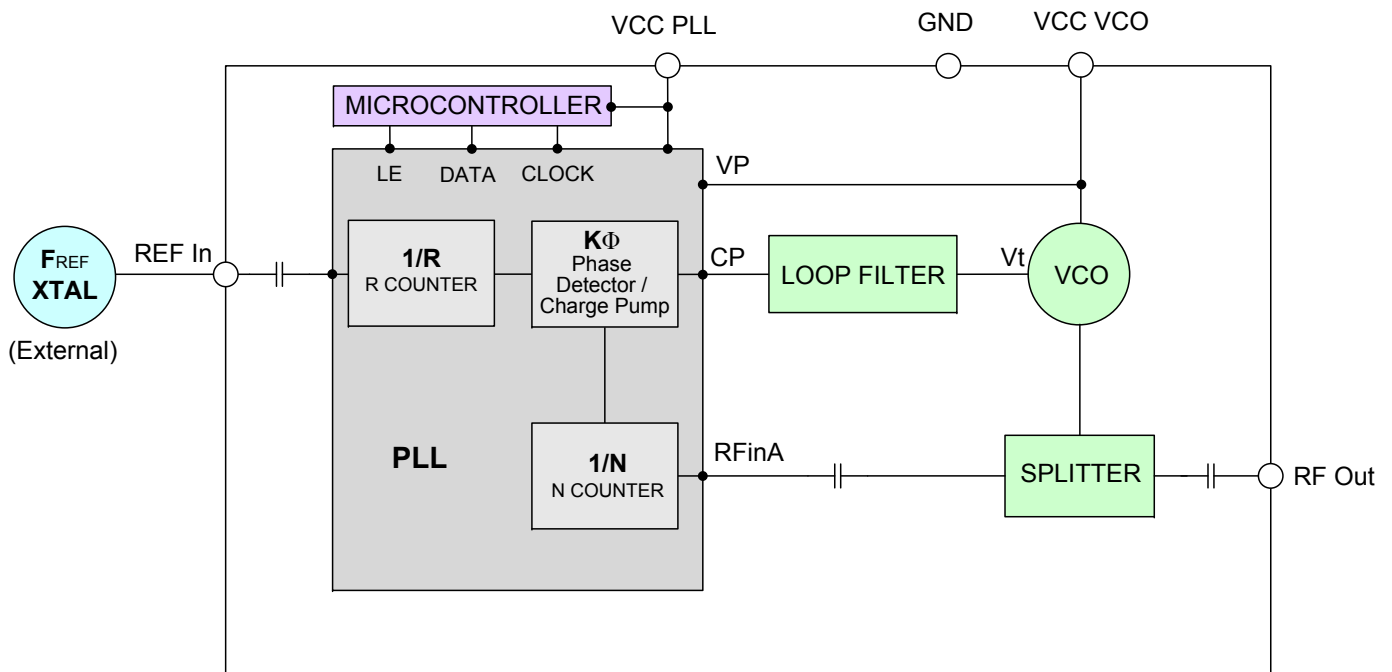 VCC PLL
GND
VCC VCO
MICROCONTROLLER
LE
DATA
CLOCK
VP
REF In
FREF
XTAL
(External)
1/R
R COUNTER
KΦ
Phase
Detector /
Charge Pump
CP
LOOP FILTER
Vt
VCO
PLL
1/N
N COUNTER
RFinA
SPLITTER
RF Out